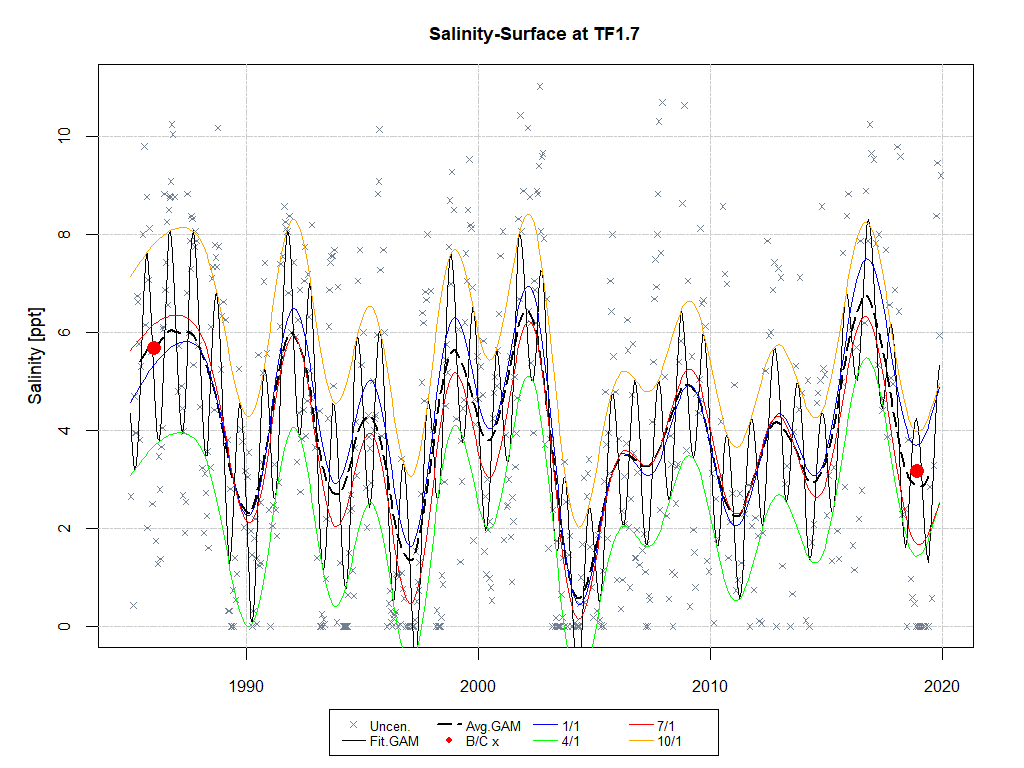 Salinity-Surface at TF1.7
Salinity [ppt]
10
8
6
4
2
0
1990 2000 2010 2020
Uncen. Avg.GAM 1/1 7/1
Fit.GAM B/C x 4/1 10/1